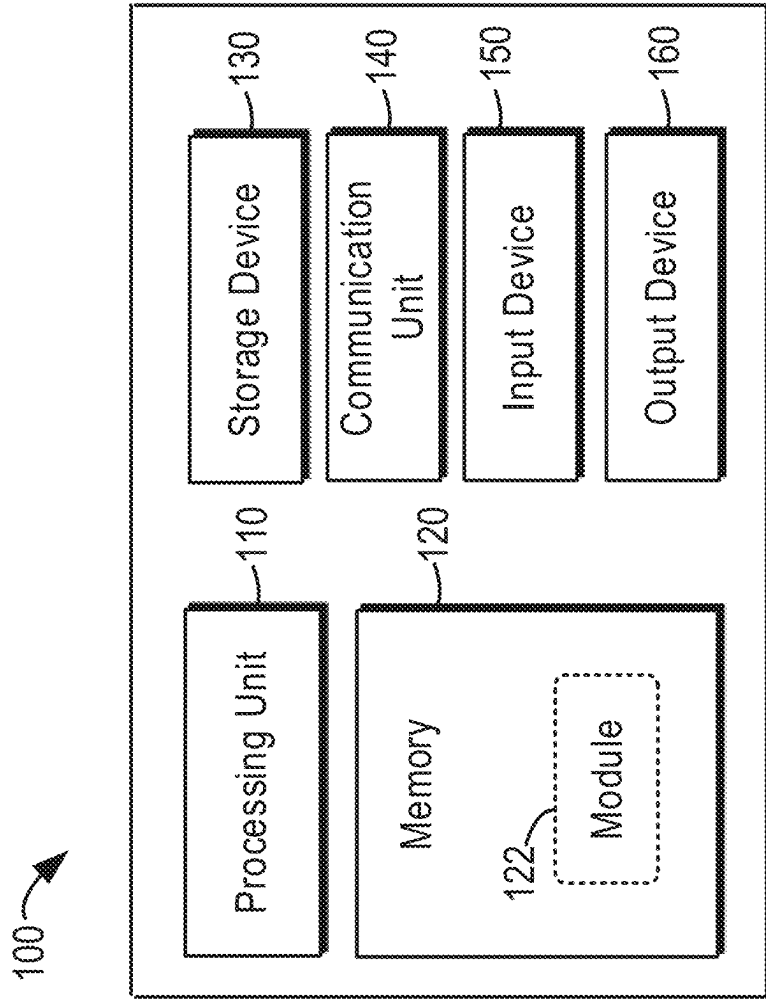 100
Processing Unit
110
Memory
120
122
Module
Storage Device
130
Communication
Unit
140
Input Device
150
Output Device
160